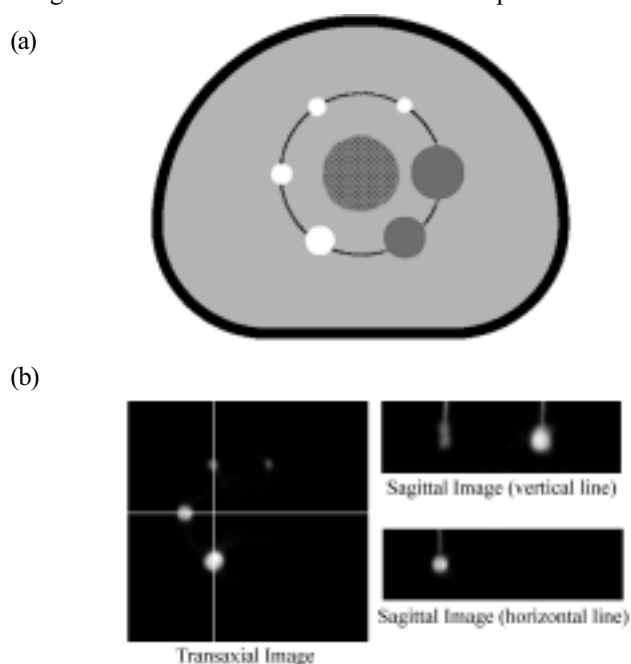 (a)
(b)
Sagittal Image (vertical line)
Sagittal Image (horizontal line)
Transaxial Image